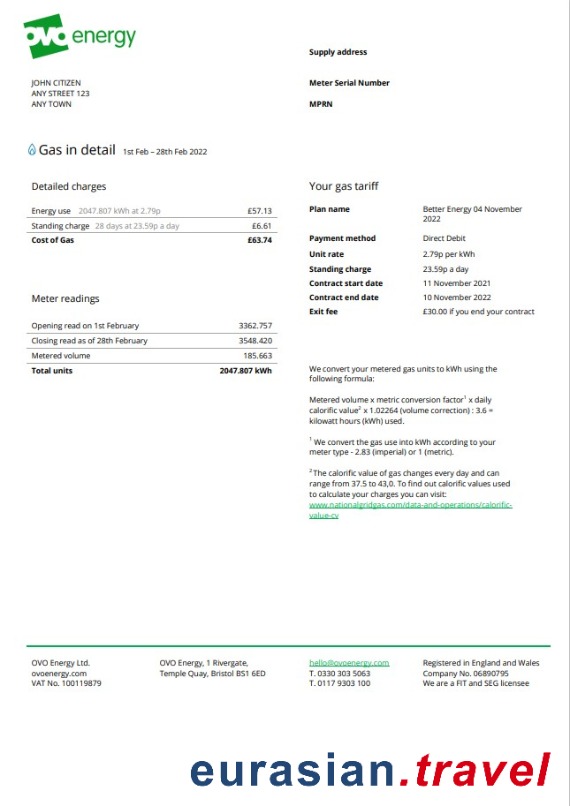 ovo energy
Supply address
JOHN CITIZEN
ANY STREET 123
ANY TOWN
Meter Serial Number
MPRN
Gas in detail 1st Feb – 28th Feb 2022
Detailed charges
Energy use 2047.807 kWh at 2.79p £57.13
Standing charge 28 days at 23.59p a day £6.61
Cost of Gas £63.74
Meter readings
Opening read on 1st February 3362.757
Closing read as of 28th February 3548.420
Metered volume 185.663
Total units 2047.807 kWh
Your gas tariff
Plan name Better Energy 04 November
2022
Payment method Direct Debit
Unit rate 2.79p per kWh
Standing charge 23.59p a day
Contract start date 11 November 2021
Contract end date 10 November 2022
Exit fee £30.00 if you end your contract
We convert your metered gas units to kWh using the
following formula:
Metered volume x metric conversion factor¹ x daily
calorific value² x 1.02264 (volume correction) : 3.6 =
kilowatt hours (kWh) used.
¹ We convert the gas use into kWh according to your
meter type - 2.83 (imperial) or 1 (metric).
² The calorific value of gas changes every day and can
range from 37.5 to 43,0. To find out calorific values used
to calculate your charges you can visit:
www.nationalgridgas.com/data-and-operations/calorific-
value-cv
OVO Energy Ltd.
ovoenergy.com
VAT No. 100119879
OVO Energy, 1 Rivergate,
Temple Quay, Bristol BS1 6ED
hello@ovoenergy.com
T. 0330 303 5063
T. 0117 9303 100
Registered in England and Wales
Company No. 06890795
We are a FIT and SEG licensee
eurasian.travel